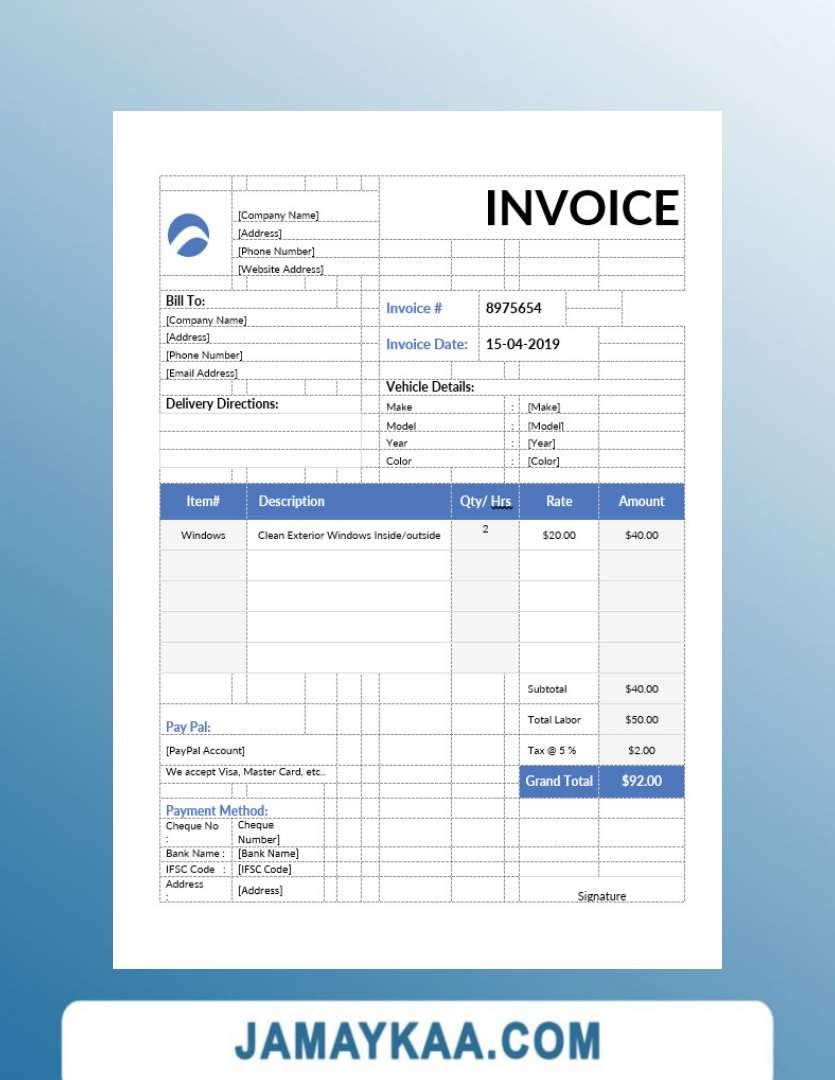 INVOICE
[Company Name]
[Address]
[Phone Number]
[Website Address]
Bill To:
[Company Name]
[Address]
[Phone Number]
[Email Address]
Invoice # 8975654
Invoice Date: 15-04-2019
Delivery Directions:
Vehicle Details:
Make : [Make]
Model : [Model]
Year : [Year]
Color : [Color]
Item# Description Qty/ Hrs Rate Amount
Windows Clean Exterior Windows Inside/outside 2 $20.00 $40.00
Subtotal $40.00
Total Labor $50.00
Tax @ 5 % $2.00
Grand Total $92.00
Pay Pal:
[PayPal Account]
We accept Visa, Master Card, etc..
Payment Method:
Cheque No : Cheque
Number]
Bank Name : [Bank Name]
IFSC Code : [IFSC Code]
Address : [Address]
Signature
JAMAYKAA.COM